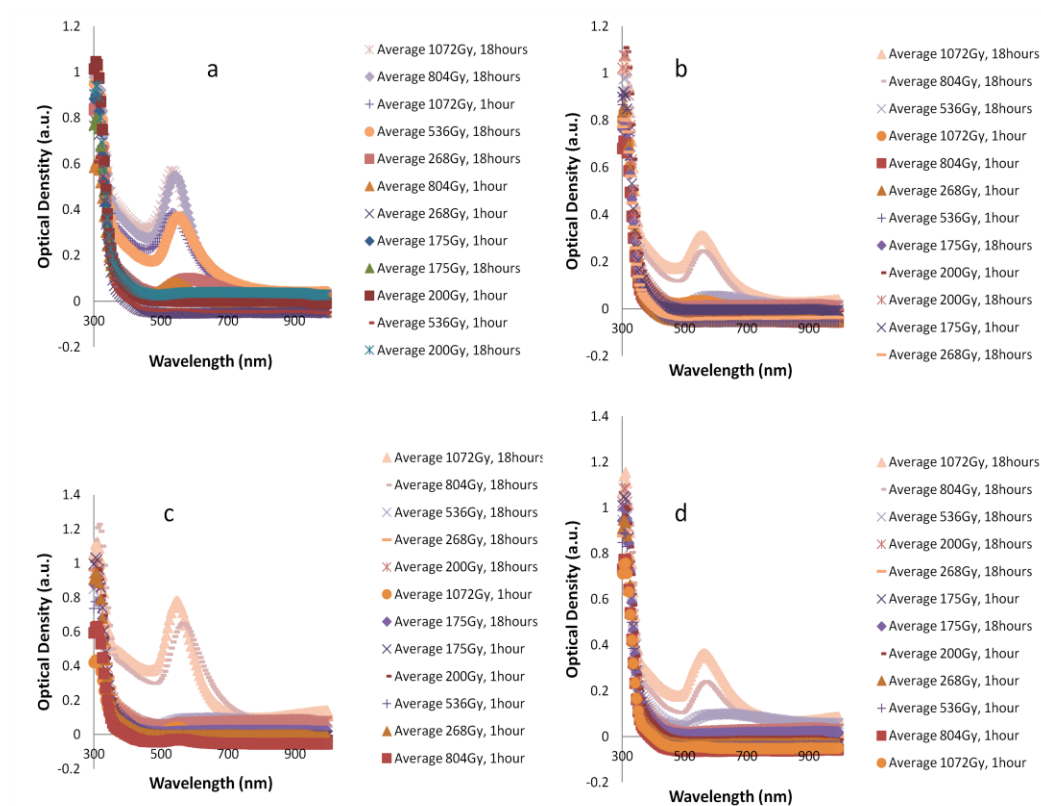 a
Optical Denstity (a.u.)
1.2
1
0.8
0.6
0.4
0.2
0
-0.2
300
500
700
900
Wavelength (nm)
Average 1072Gy, 18hours
Average 804Gy, 18hours
Average 1072Gy, 1hour
Average 536Gy, 18hours
Average 268Gy, 18hours
Average 804Gy, 1hour
Average 268Gy, 1hour
Average 175Gy, 1hour
Average 175Gy, 18hours
Average 200Gy, 1hour
Average 536Gy, 1hour
Average 200Gy, 18hours
b
Optical Density (a.u.)
1.2
1
0.8
0.6
0.4
0.2
0
-0.2
300
500
700
900
Wavelength (nm)
Average 1072Gy, 18hours
Average 804Gy, 18hours
Average 536Gy, 18hours
Average 1072Gy, 1hour
Average 804Gy, 1hour
Average 268Gy, 1hour
Average 536Gy, 1hour
Average 175Gy, 18hours
Average 200Gy, 1hour
Average 200Gy, 18hours
Average 175Gy, 1hour
Average 268Gy, 18hours
c
Optical Density (a.u.)
1.4
1.2
1
0.8
0.6
0.4
0.2
0
-0.2
300
500
700
900
Wavelength (nm)
Average 1072Gy, 18hours
Average 804Gy, 18hours
Average 536Gy, 18hours
Average 268Gy, 18hours
Average 200Gy, 18hours
Average 1072Gy, 1hour
Average 175Gy, 18hours
Average 175Gy, 1hour
Average 200Gy, 1hour
Average 536Gy, 1hour
Average 268Gy, 1hour
Average 804Gy, 1hour
d
Optical Density (a.u.)
1.4
1.2
1
0.8
0.6
0.4
0.2
0
-0.2
300
500
700
900
Wavelength (nm)
Average 1072Gy, 18hours
Average 804Gy, 18hours
Average 536Gy, 18hours
Average 200Gy, 18hours
Average 268Gy, 18hours
Average 175Gy, 1hour
Average 175Gy, 18hours
Average 200Gy, 1hour
Average 268Gy, 1hour
Average 536Gy, 1hour
Average 804Gy, 1hour
Average 1072Gy, 1hour